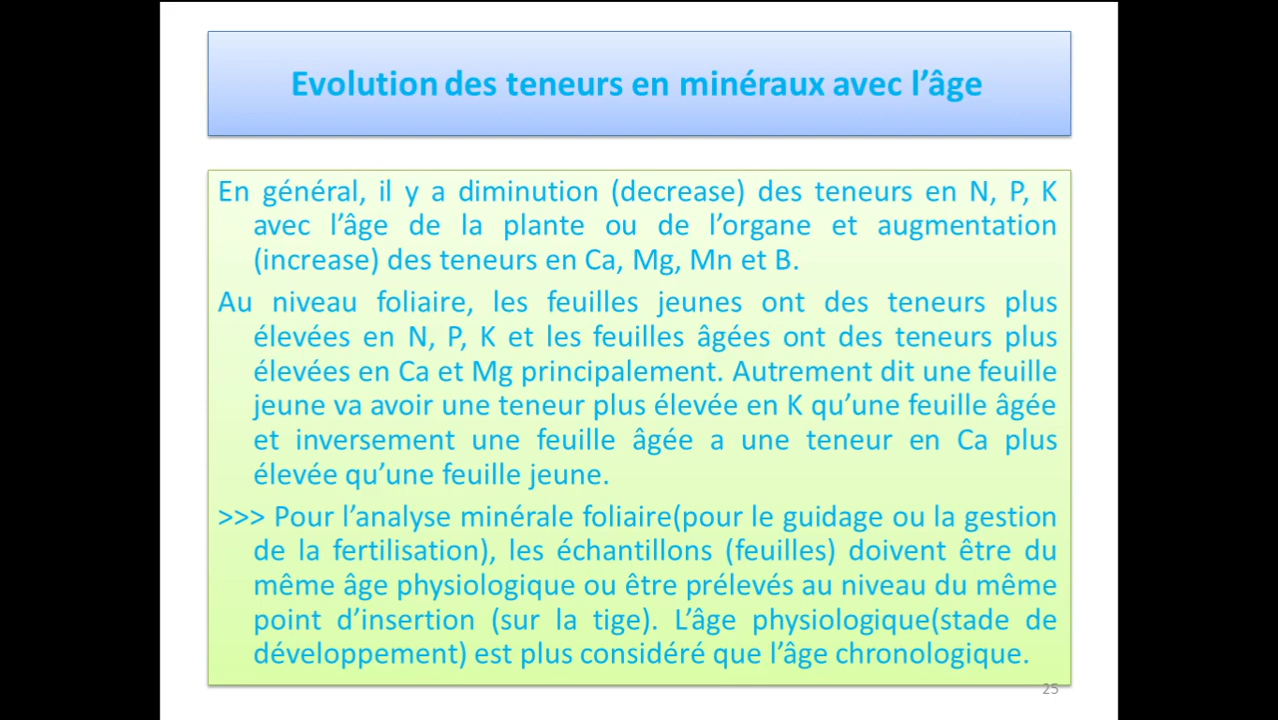 Evolution des teneurs en minéraux avec l’âge
En général, il y a diminution (decrease) des teneurs en N, P, K
avec l’âge de la plante ou de l’organe et augmentation
(increase) des teneurs en Ca, Mg, Mn et B.
Au niveau foliaire, les feuilles jeunes ont des teneurs plus
élevées en N, P, K et les feuilles âgées ont des teneurs plus
élevées en Ca et Mg principalement. Autrement dit une feuille
jeune va avoir une teneur plus élevée en K qu’une feuille âgée
et inversement une feuille âgée a une teneur en Ca plus
élevée qu’une feuille jeune.
>>> Pour l’analyse minérale foliaire(pour le guidage ou la gestion
de la fertilisation), les échantillons (feuilles) doivent être du
même âge physiologique ou être prélevés au niveau du même
point d’insertion (sur la tige). L’âge physiologique(stade de
développement) est plus considéré que l’âge chronologique.
25